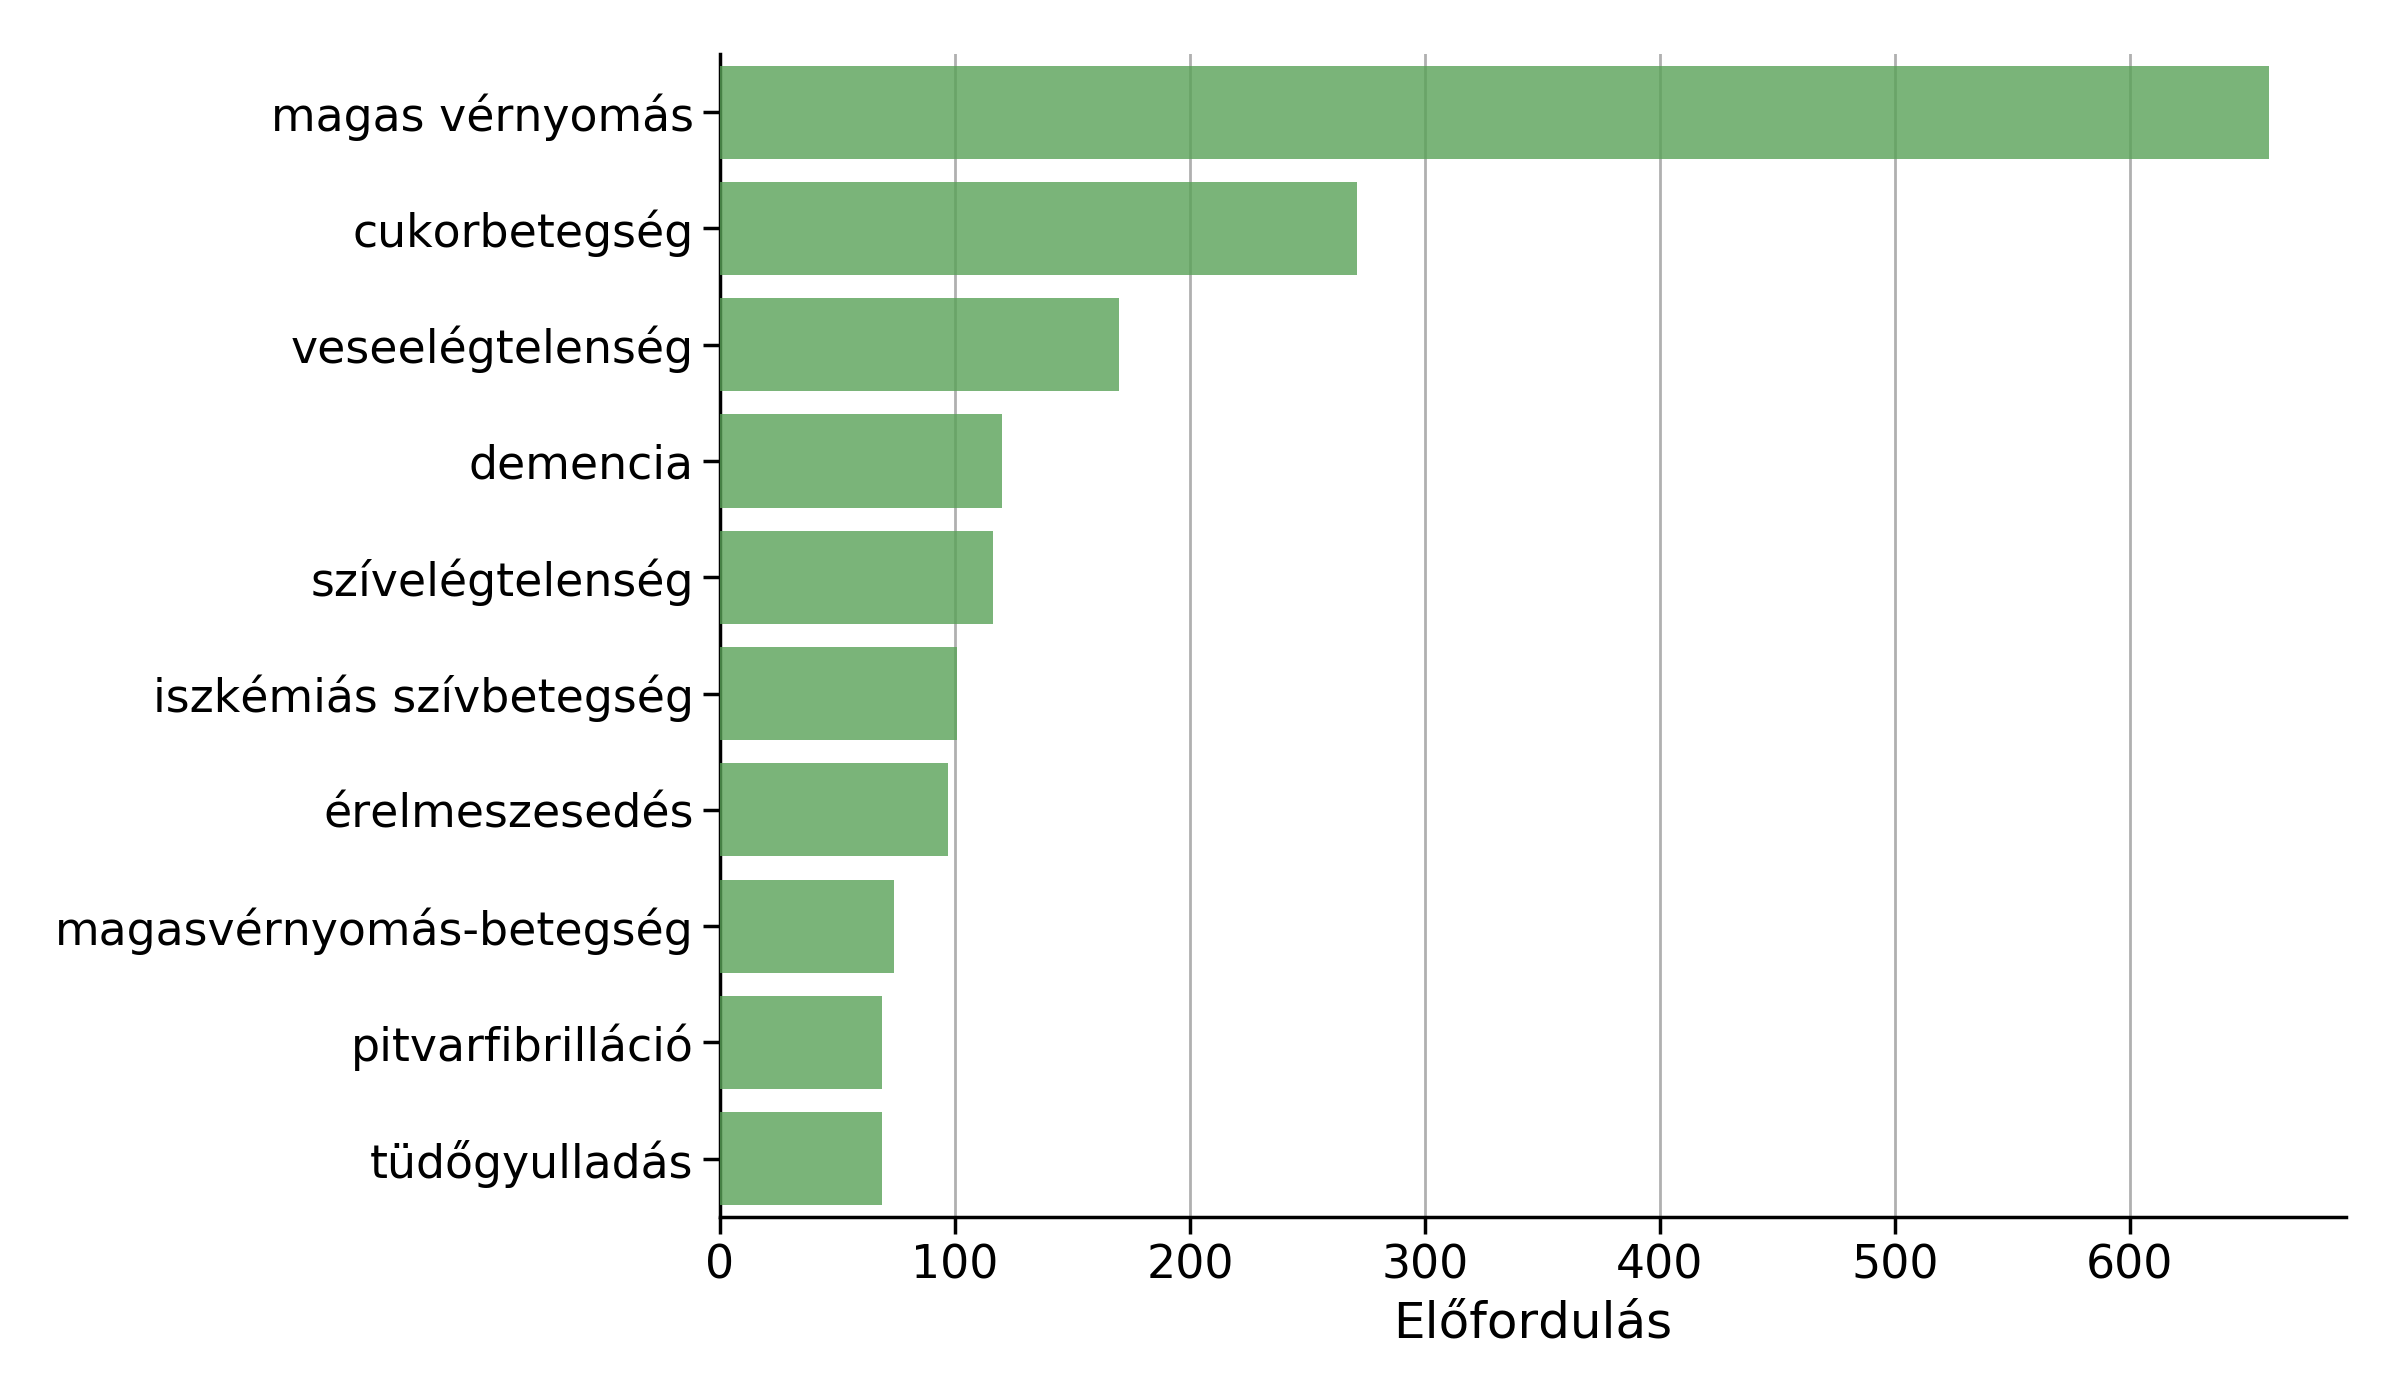 magas vérnyomás
cukorbetegség
veseelégtelenség
demencia
szívelégtelenség
iszkémiás szívbetegség
érelmeszesedés
magasvérnyomás-betegség
pitvarfibrilláció
tüdőgyulladás
0 100 200 300 400 500 600
Előfordulás